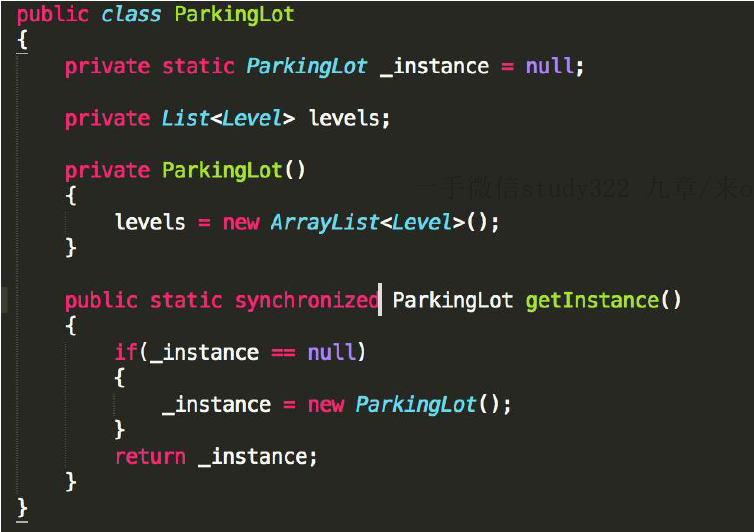 public class ParkingLot
{
    private static ParkingLot _instance = null;
    private List<Level> levels;
    private ParkingLot()
    {
        levels = new ArrayList<Level>();
    }
    public static synchronized ParkingLot getInstance()
    {
        if(_instance == null)
        {
            _instance = new ParkingLot();
        }
        return _instance;
    }
}
一手微信study322 九章/来o